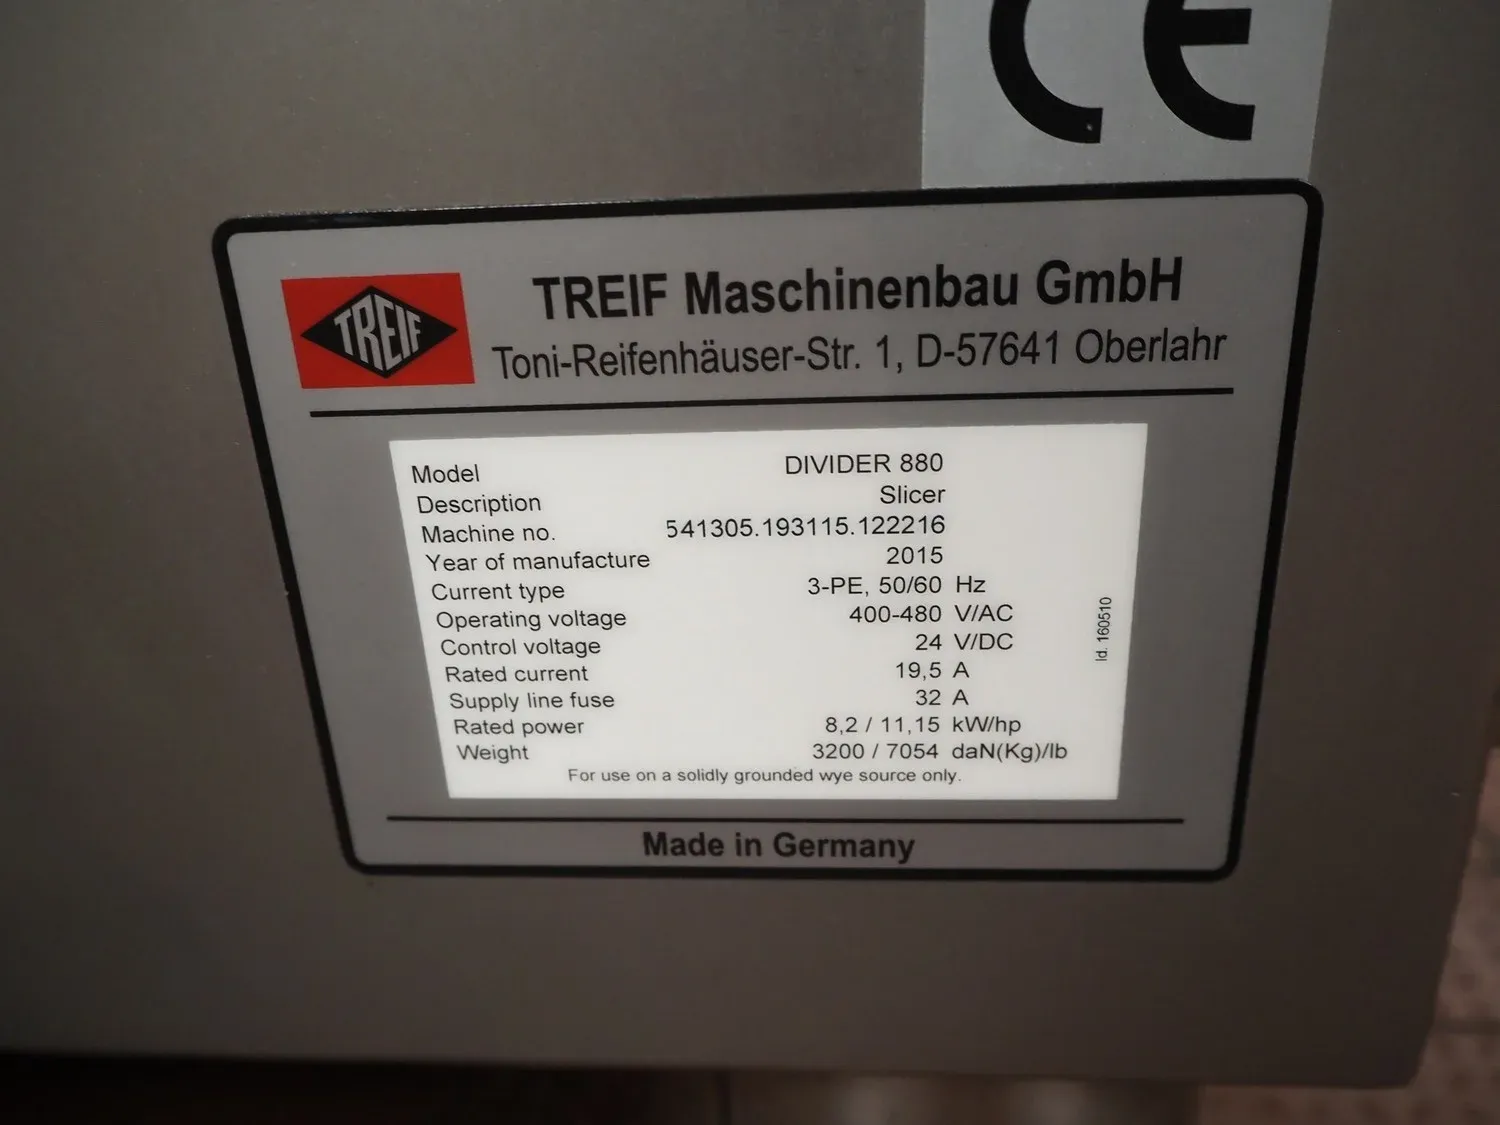 CE
TREIF
TREIF Maschinenbau GmbH
Toni-Reifenhäuser-Str. 1, D-57641 Oberlahr
Model DIVIDER 880
Description Slicer
Machine no. 541305.193115.122216
Year of manufacture 2015
Current type 3-PE, 50/60 Hz
Operating voltage 400-480 V/AC
Control voltage 24 V/DC
Rated current 19,5 A
Supply line fuse 32 A
Rated power 8,2 / 11,15 kW/hp
Weight 3200 / 7054 daN(Kg)/lb
For use on a solidly grounded wye source only.
Id. 160510
Made in Germany